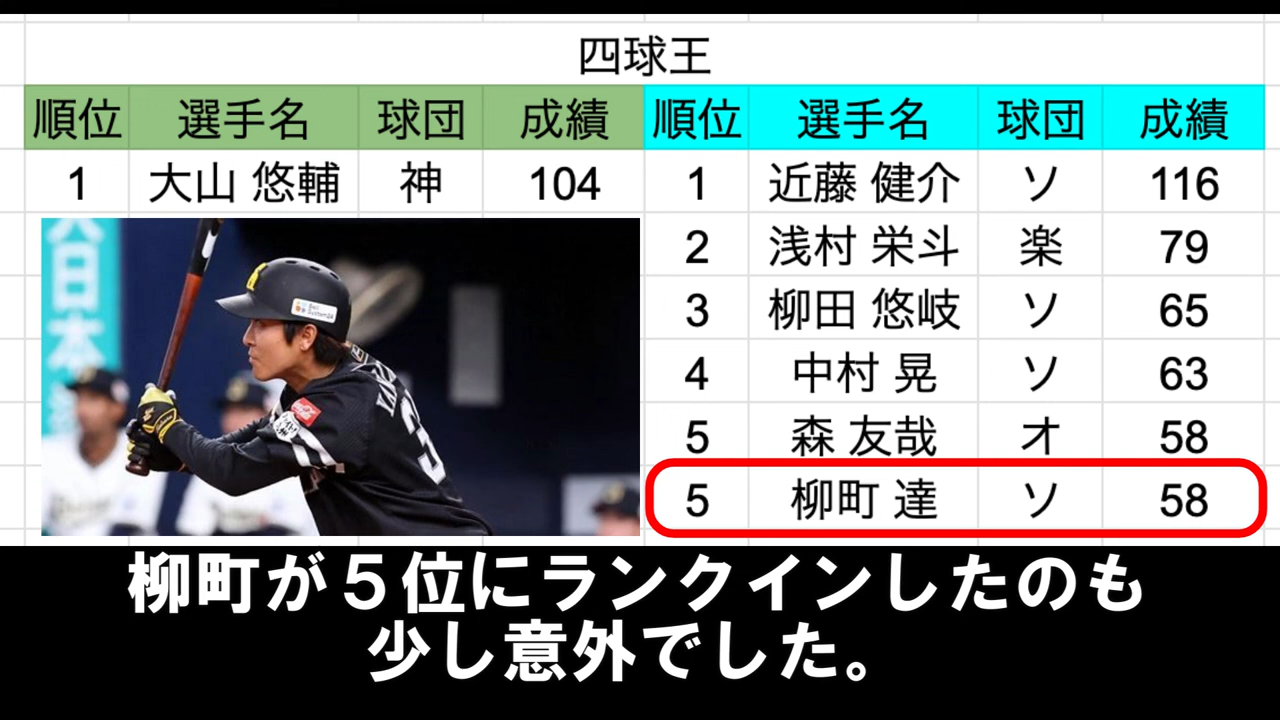 四球王
順位 選手名 球団 成績 順位 選手名 球団 成績
1 大山 悠輔 神 104 1 近藤 健介 ソ 116
2 浅村 栄斗 楽 79
3 柳田 悠岐 ソ 65
4 中村 晃 ソ 63
5 森 友哉 オ 58
5 柳町 達 ソ 58
日本
柳町が５位にランクインしたのも
少し意外でした。